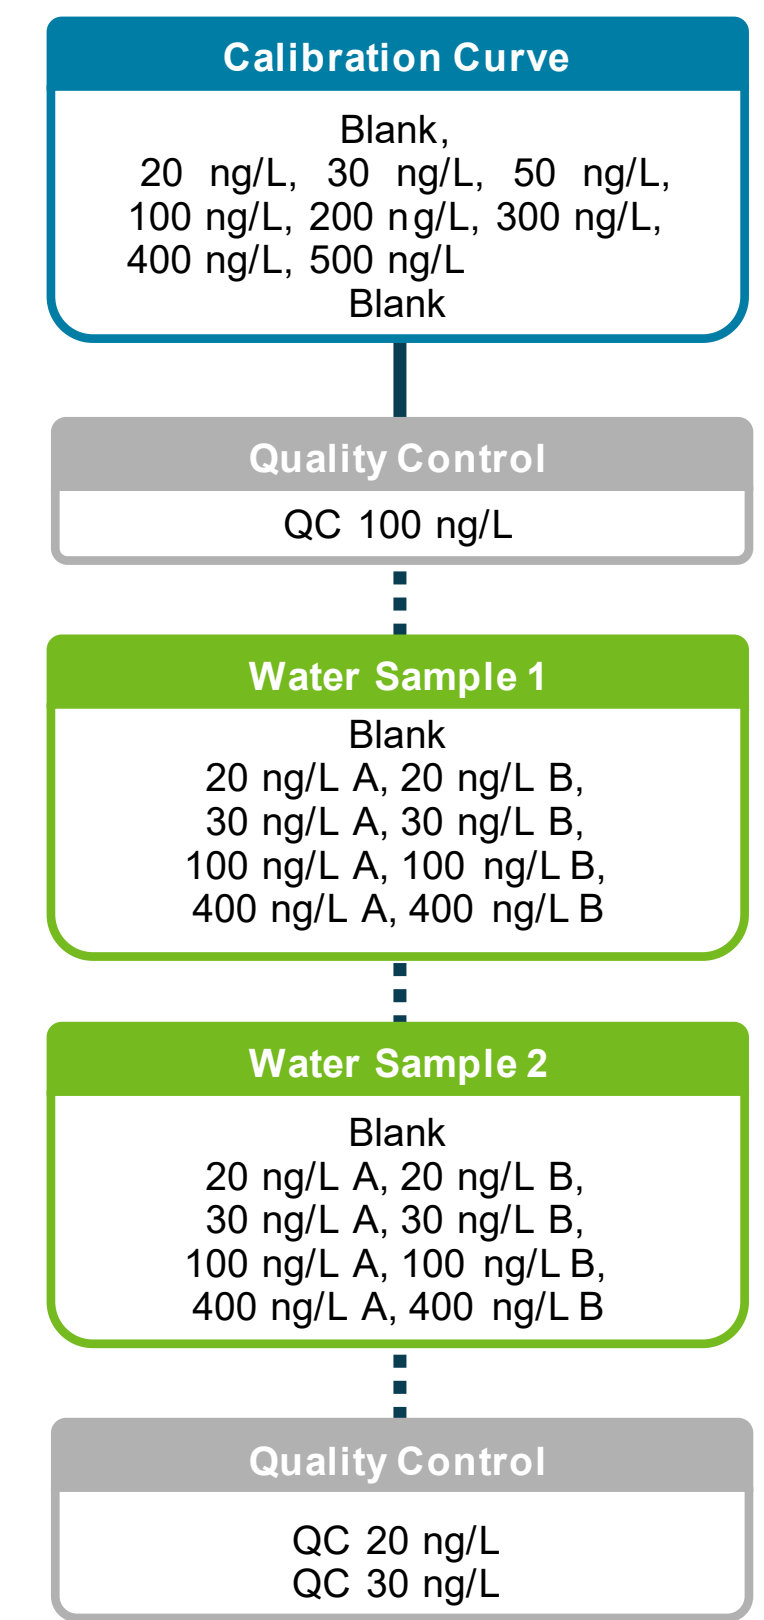 Calibration Curve
Blank,
20 ng/L, 30 ng/L, 50 ng/L,
100 ng/L, 200 ng/L, 300 ng/L,
400 ng/L, 500 ng/L
Blank
Quality Control
QC 100 ng/L
Water Sample 1
Blank
20 ng/L A, 20 ng/L B,
30 ng/L A, 30 ng/L B,
100 ng/L A, 100 ng/L B,
400 ng/L A, 400 ng/L B
Water Sample 2
Blank
20 ng/L A, 20 ng/L B,
30 ng/L A, 30 ng/L B,
100 ng/L A, 100 ng/L B,
400 ng/L A, 400 ng/L B
Quality Control
QC 20 ng/L
QC 30 ng/L